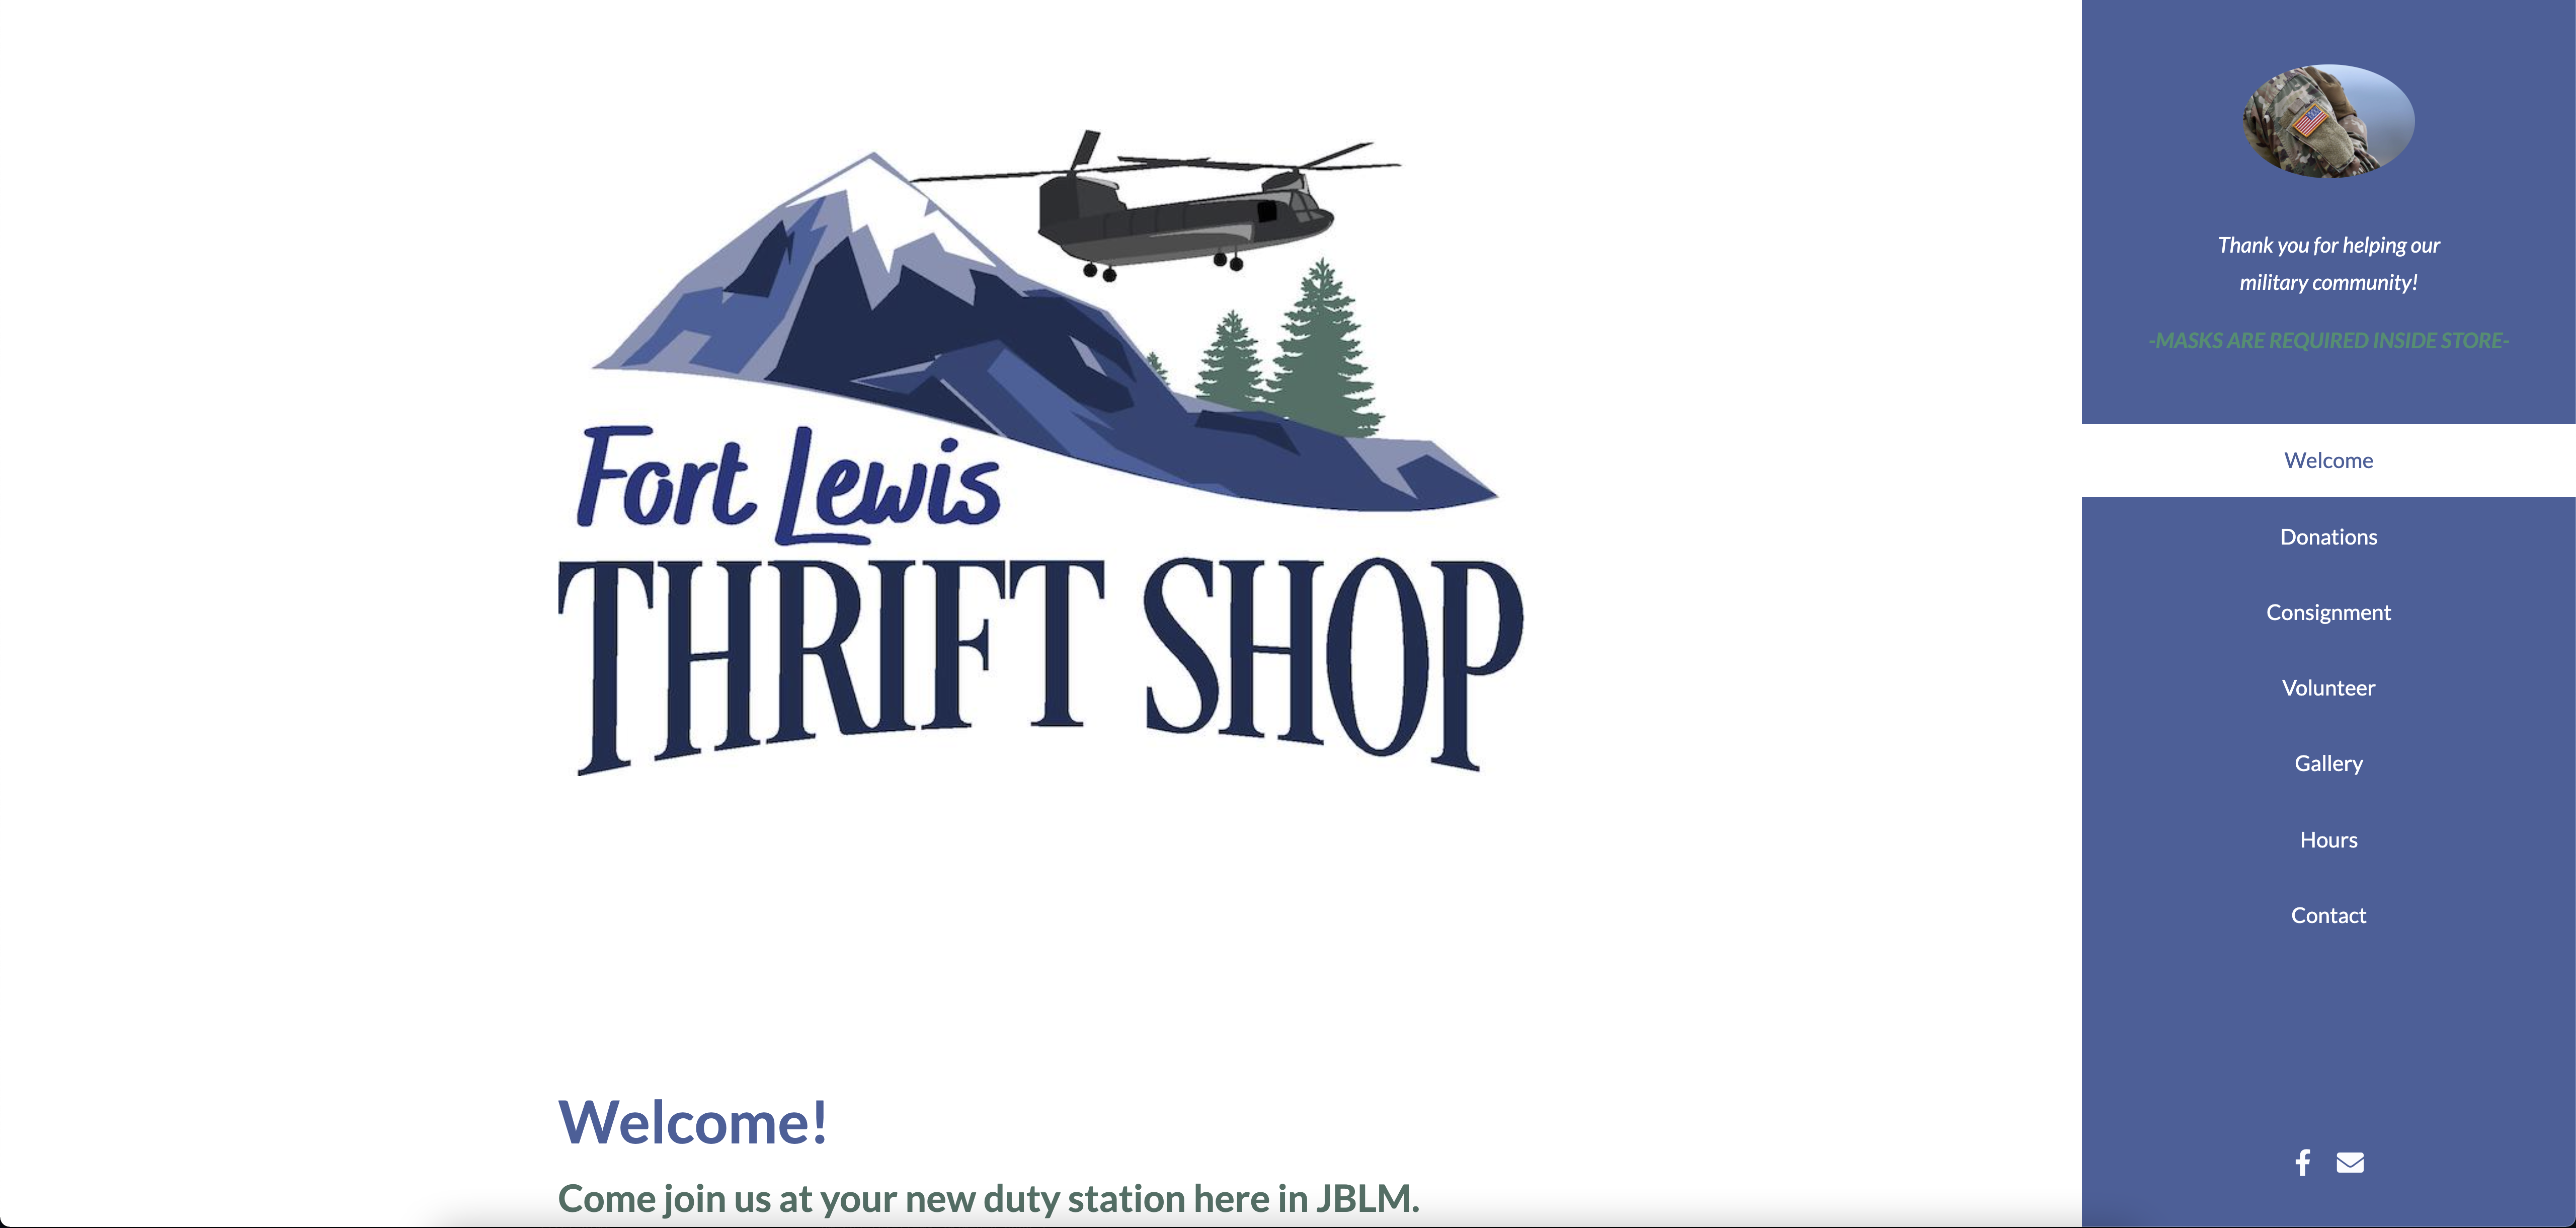 Fort Lewis
THRIFT SHOP
Welcome!
Come join us at your new duty station here in JBLM.
Thank you for helping our
military community!
-MASKS ARE REQUIRED INSIDE STORE-
Welcome
Donations
Consignment
Volunteer
Gallery
Hours
Contact